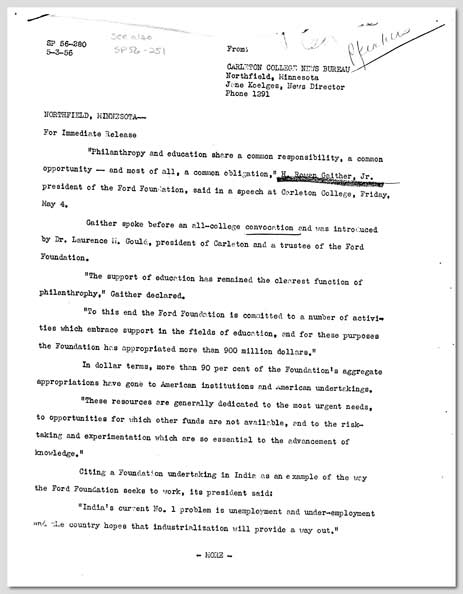 SP 56-280
5-3-56
see also
SP56-251
From:
Speakers
CARLETON COLLEGE NEWS BUREAU
Northfield, Minnesota
Jane Koelges, News Director
Phone 1291
NORTHFIELD, MINNESOTA--
For Immediate Release
"Philanthropy and education share a common responsibility, a common
opportunity -- and most of all, a common obligation," H. Rowan Gaither, Jr.
president of the Ford Foundation, said in a speech at Carleton College, Friday,
May 4.
Gaither spoke before an all-college convocation and was introduced
by Dr. Laurence M. Gould, president of Carleton and a trustee of the Ford
Foundation.
"The support of education has remained the clearest function of
philanthrophy," Gaither declared.
"To this end the Ford Foundation is committed to a number of activi-
ties which embrace support in the fields of education, and for these purposes
the Foundation has appropriated more than 900 million dollars."
In dollar terms, more than 90 per cent of the Foundation's aggregate
appropriations have gone to American institutions and American undertakings.
"These resources are generally dedicated to the most urgent needs,
to opportunities for which other funds are not available, and to the risk-
taking and experimentation which are so essential to the advancement of
knowledge."
Citing a Foundation undertaking in India as an example of the way
the Ford Foundation seeks to work, its president said:
"India's current No. 1 problem is unemployment and under-employment
and the country hopes that industrialization will provide a way out."
- MORE -